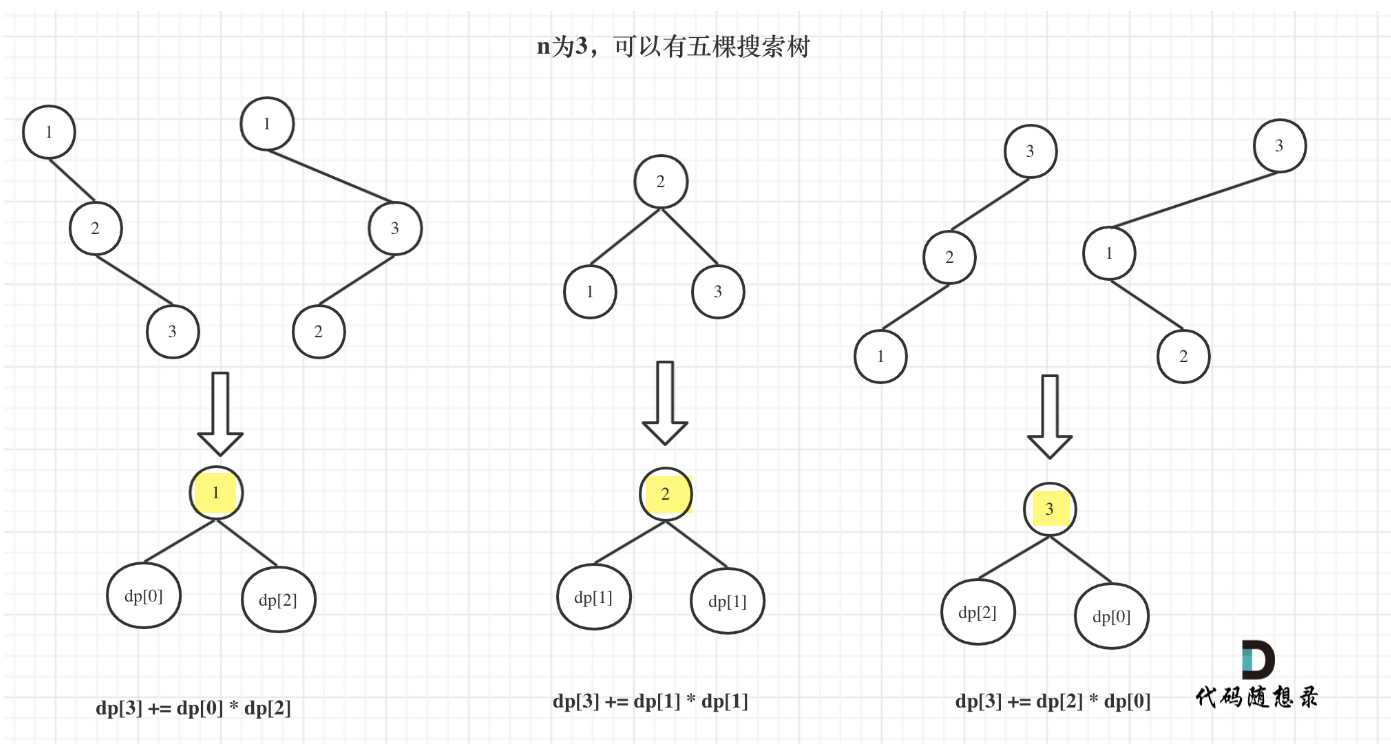 n为3，可以有五棵搜索树
1
1
2
3
3
2
2
1
3
3
3
2
1
1
2
1
dp[0]
dp[2]
2
dp[1]
dp[1]
3
dp[2]
dp[0]
dp[3] += dp[0] * dp[2]
dp[3] += dp[1] * dp[1]
dp[3] += dp[2] * dp[0]
代码随想录